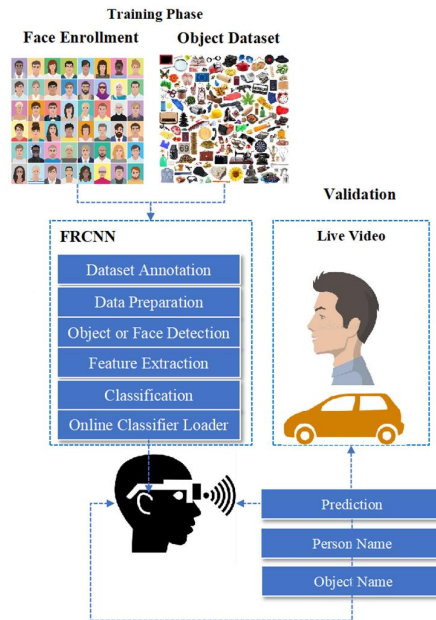 Training Phase
Face Enrollment
Object Dataset
Validation
FRCNN
Live Video
Dataset Annotation
Data Preparation
Object or Face Detection
Feature Extraction
Classification
Online Classifier Loader
Prediction
Person Name
Object Name